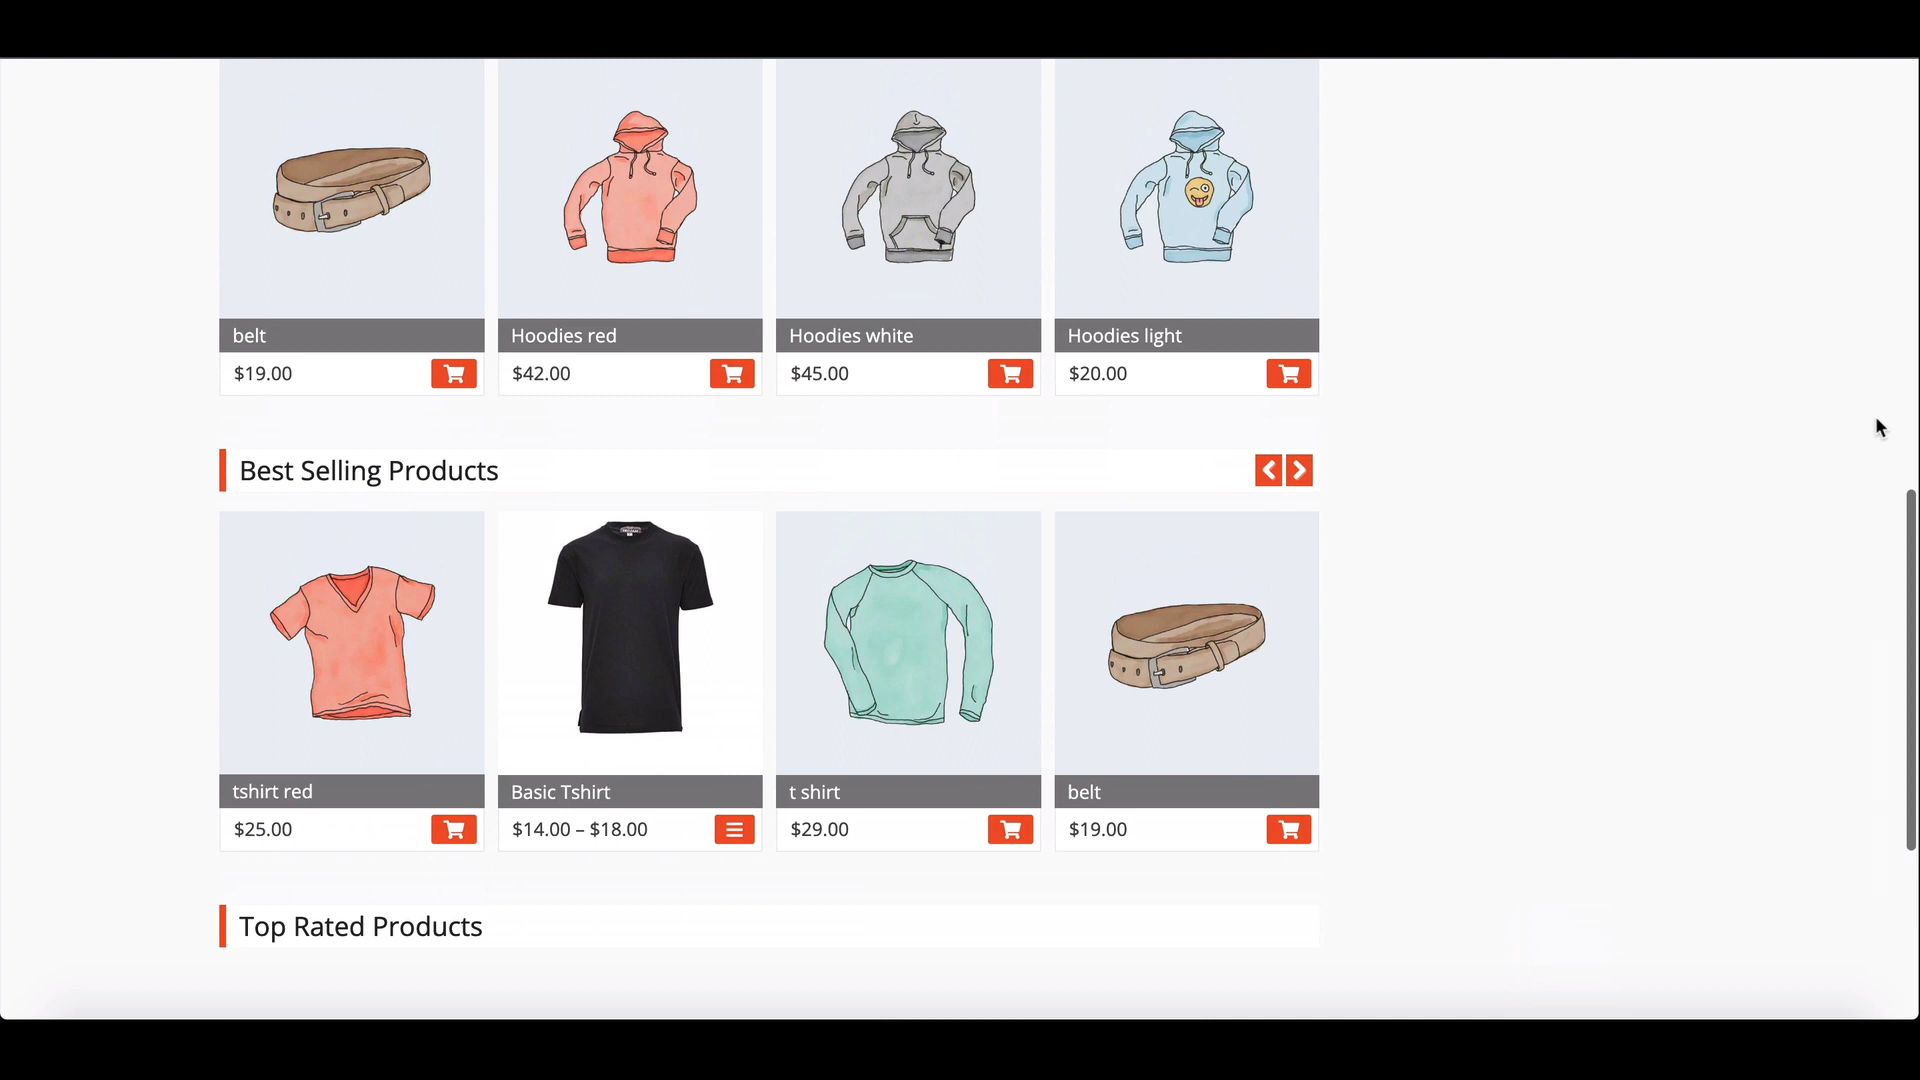 belt
Hoodies red
Hoodies white
Hoodies light
$19.00
$42.00
$45.00
$20.00
Best Selling Products
tshirt red
Basic Tshirt
t shirt
belt
$25.00
$14.00 – $18.00
$29.00
$19.00
Top Rated Products